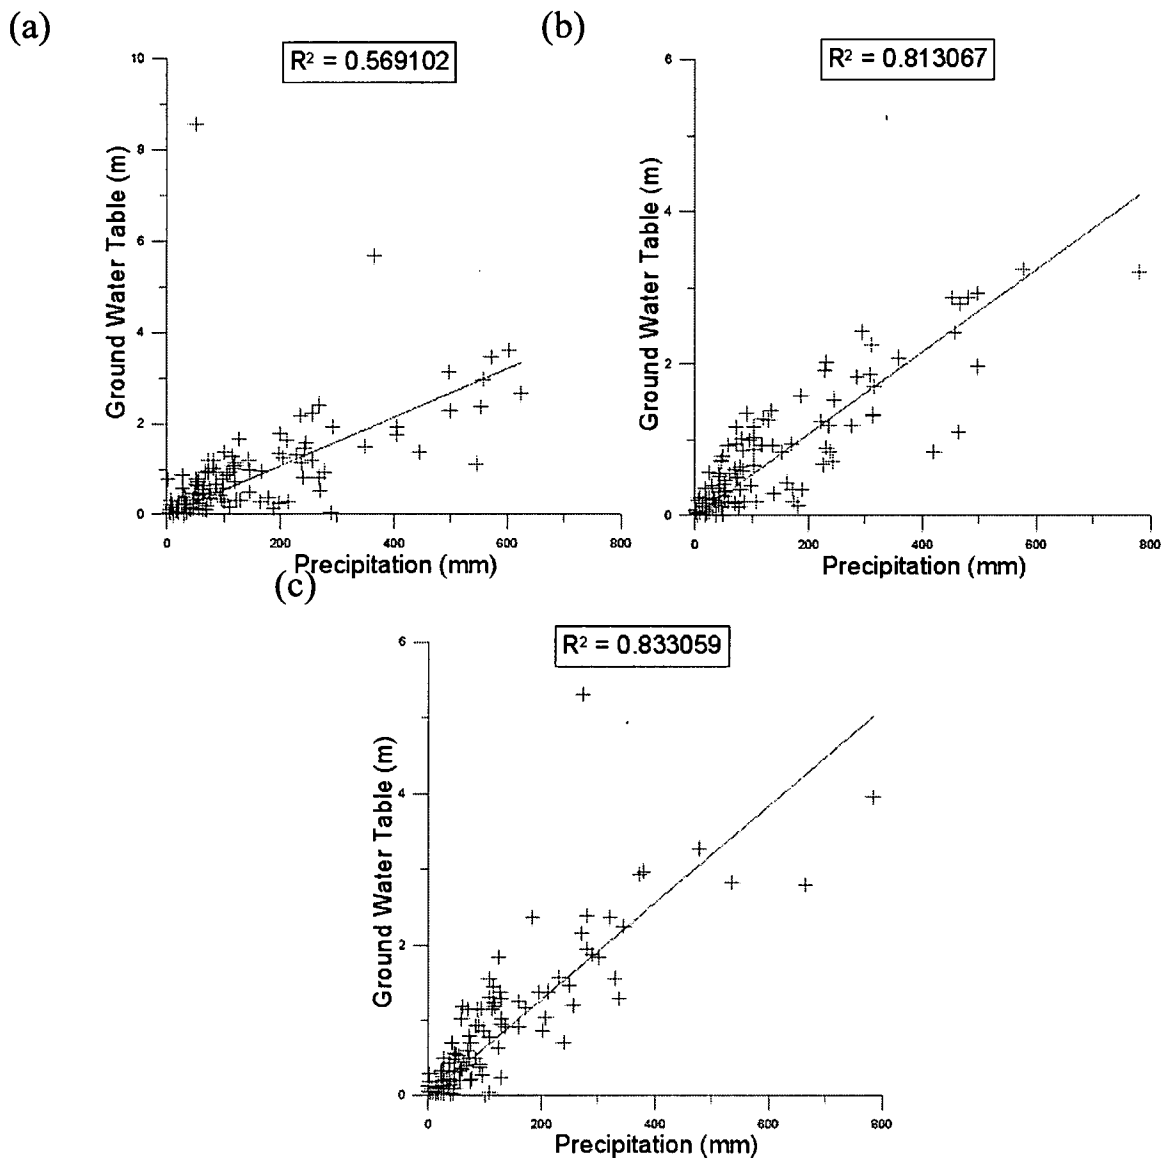 (a)
R² = 0.569102
10
8
6
4
2
0
Ground Water Table (m)
0 200 400 600 800
Precipitation (mm)
(b)
R² = 0.813067
6
4
2
0
Ground Water Table (m)
0 200 400 600 800
Precipitation (mm)
(c)
R² = 0.833059
6
4
2
0
Ground Water Table (m)
0 200 400 600 800
Precipitation (mm)